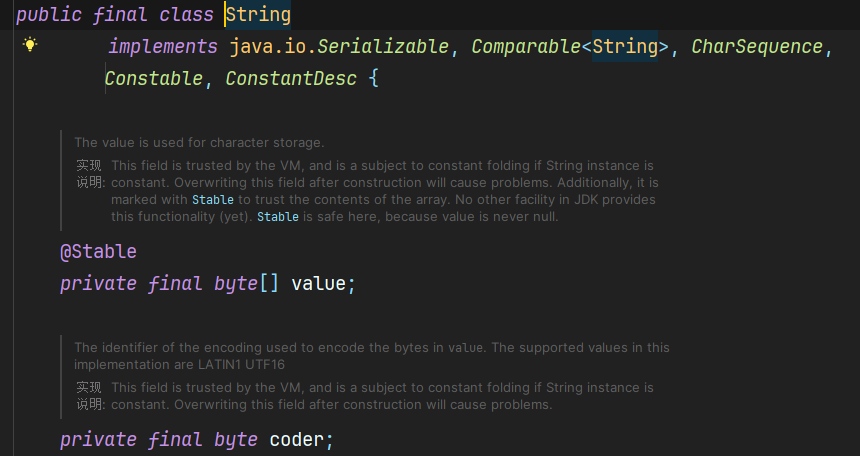 public final class String
implements java.io.Serializable, Comparable<String>, CharSequence,
Constable, ConstantDesc {
The value is used for character storage.
实现 This field is trusted by the VM, and is a subject to constant folding if String instance is
说明: constant. Overwriting this field after construction will cause problems. Additionally, it is
marked with Stable to trust the contents of the array. No other facility in JDK provides
this functionality (yet). Stable is safe here, because value is never null.
@Stable
private final byte[] value;
The identifier of the encoding used to encode the bytes in value. The supported values in this
implementation are LATIN1 UTF16
实现 This field is trusted by the VM, and is a subject to constant folding if String instance is
说明: constant. Overwriting this field after construction will cause problems.
private final byte coder;